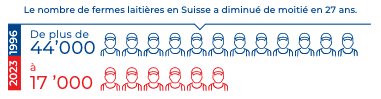 Le nombre de fermes laitières en Suisse a diminué de moitié en 27 ans.
1996
De plus de
44’000
2023
à
17 ’000